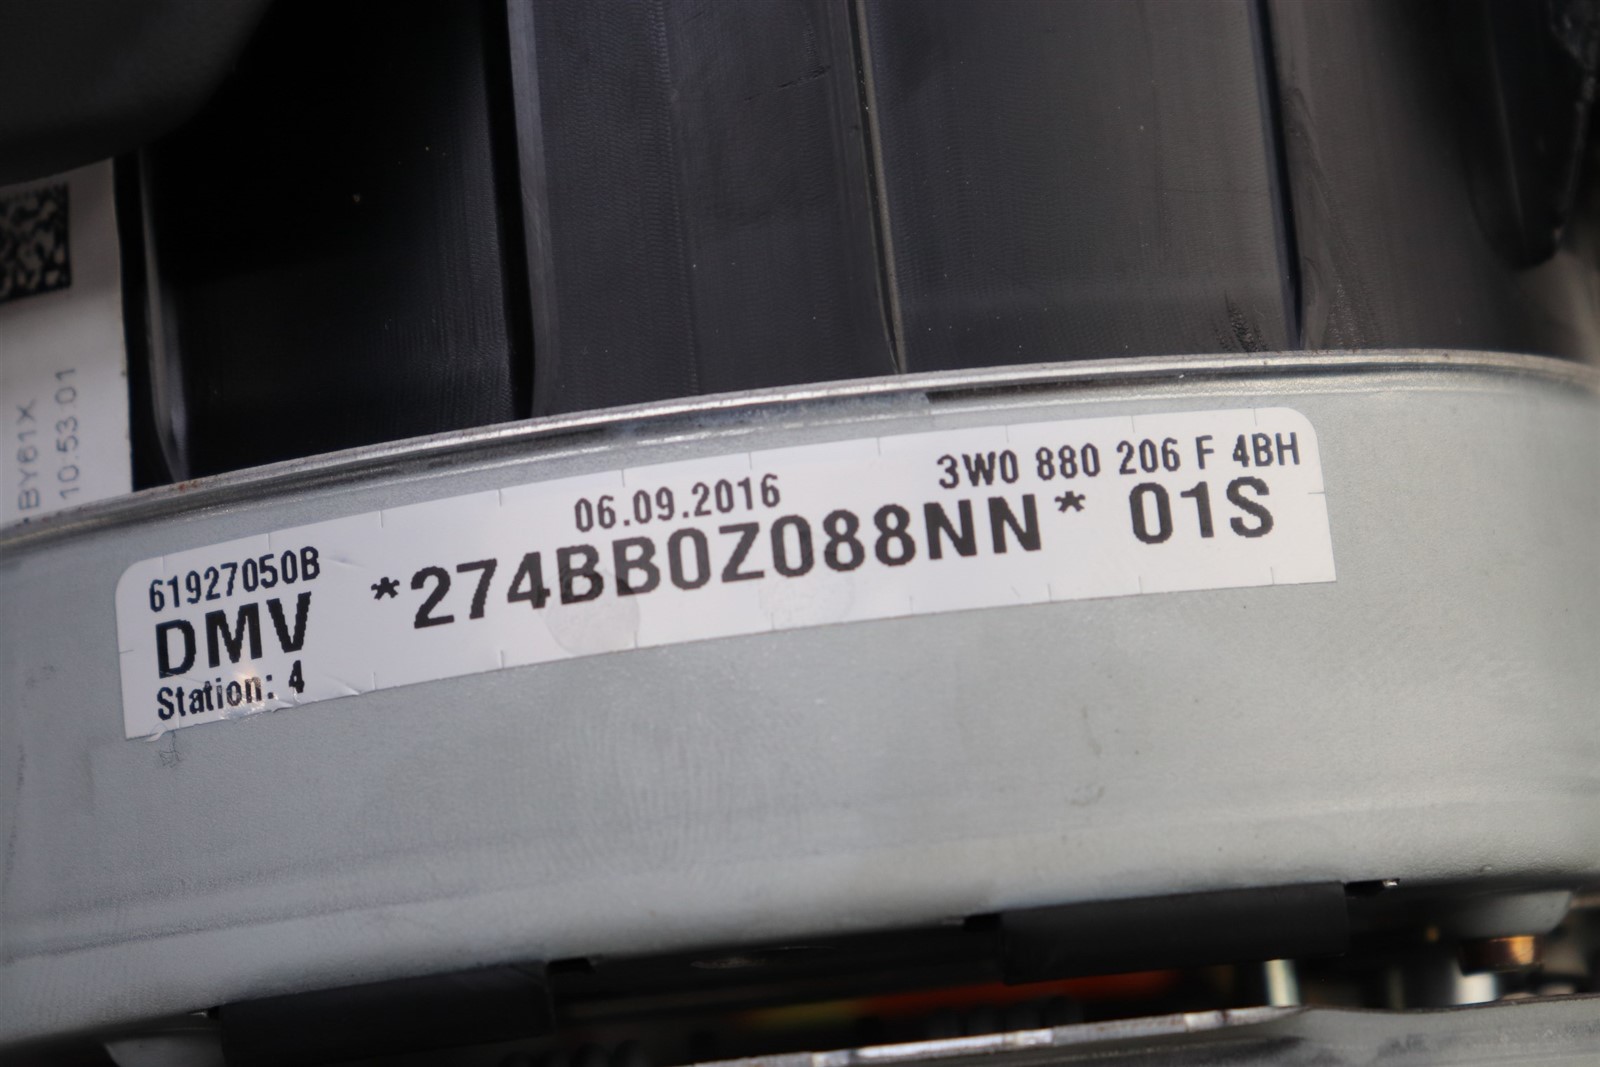 BY61X
10:53:01
06.09.2016
3W0 880 206 F 4BH
61927050B
DMV *274BB0Z088NN* 01S
Station: 4